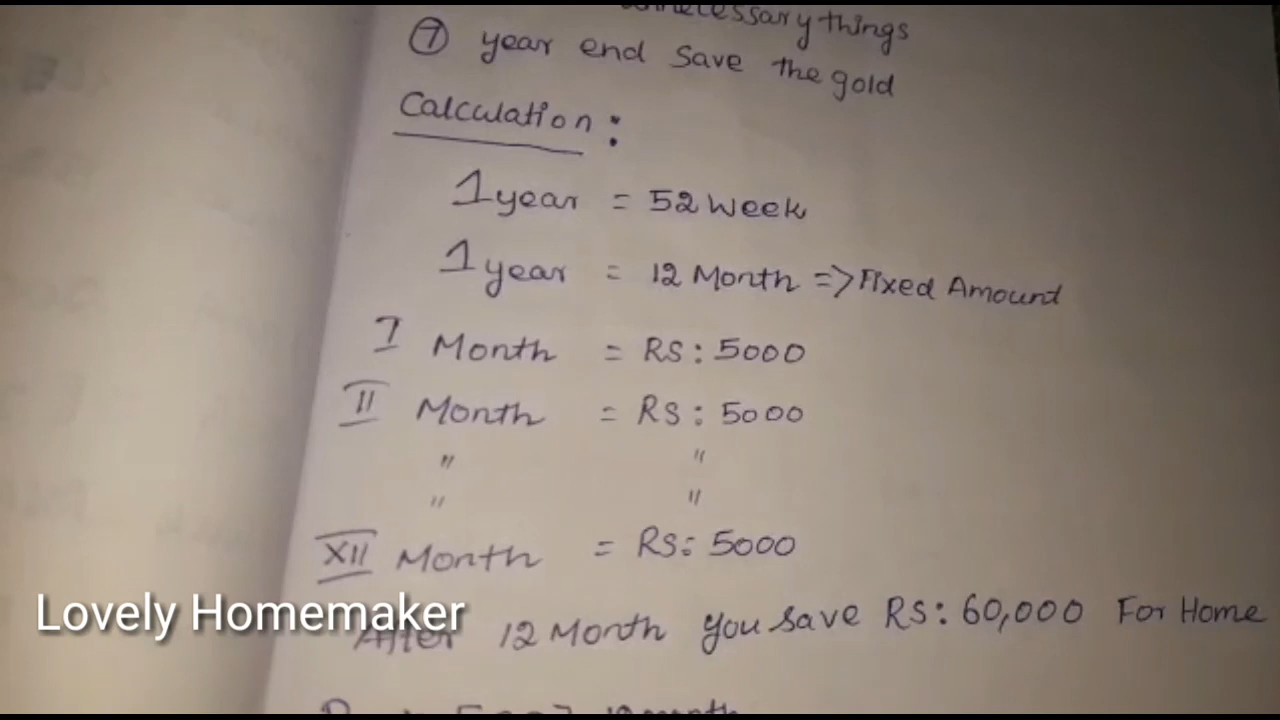 things
⑦ year end save the gold
Calculation :
1 year = 52 Week
1 year = 12 Month => Fixed Amount
I Month = RS : 5000
II Month = RS : 5000
" "
" "
XII Month = RS: 5000
Lovely Homemaker
After 12 Month you save RS: 60,000 For Home